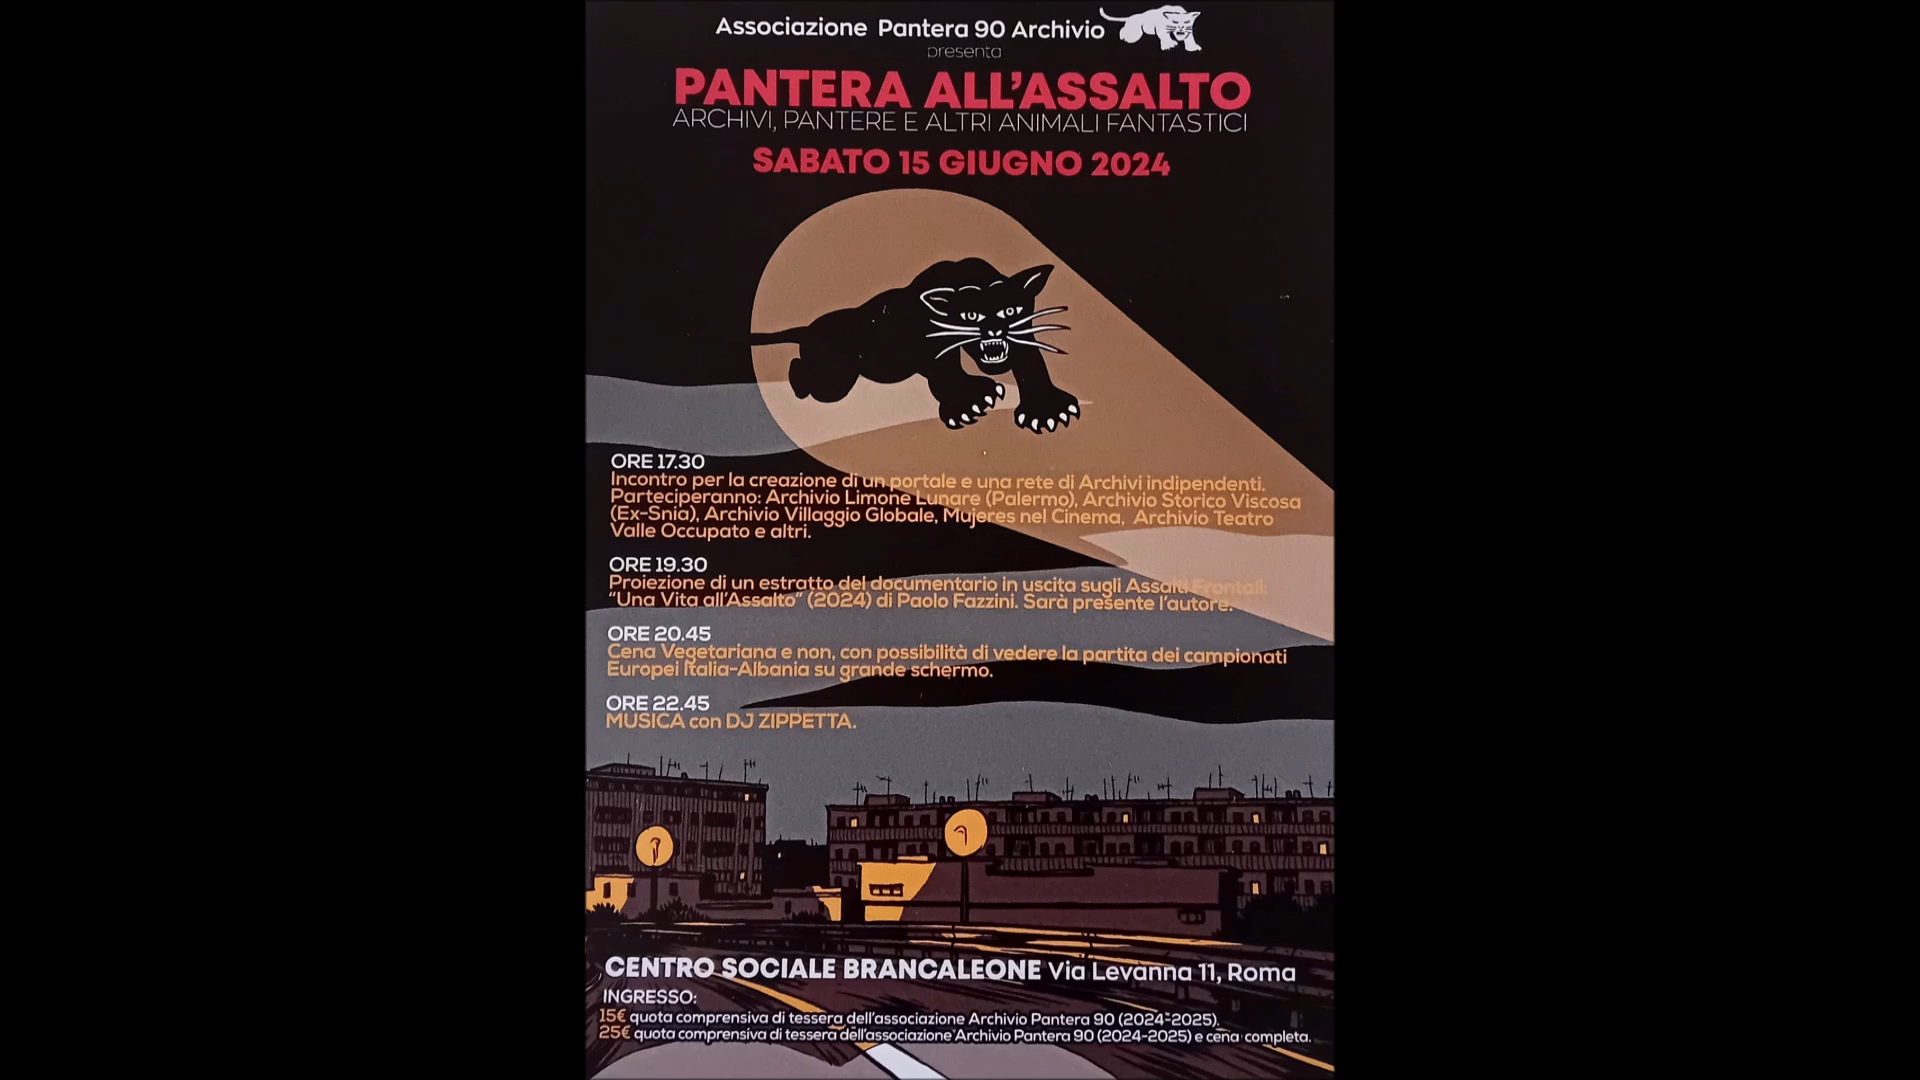 Associazione Pantera 90 Archivio
presenta
PANTERA ALL'ASSALTO
ARCHIVI, PANTERE E ALTRI ANIMALI FANTASTICI
SABATO 15 GIUGNO 2024
ORE 17.30
Incontro per la creazione di un portale e una rete di Archivi indipendenti.
Parteciperanno: Archivio Limone Lunare (Palermo), Archivio Storico Viscosa
(Ex-Snia), Archivio Villaggio Globale, Mujeres nel Cinema, Archivio Teatro
Valle Occupato e altri.
ORE 19.30
Proiezione di un estratto del documentario in uscita sugli Assalti Frontali:
"Una Vita all'Assalto" (2024) di Paolo Fazzini. Sarà presente l'autore.
ORE 20.45
Cena Vegetariana e non, con possibilità di vedere la partita dei campionati
Europei Italia-Albania su grande schermo.
ORE 22.45
MUSICA con DJ ZIPPETTA.
CENTRO SOCIALE BRANCALEONE Via Levanna 11, Roma
INGRESSO:
15€ quota comprensiva di tessera dell'associazione Archivio Pantera 90 (2024-2025).
25€ quota comprensiva di tessera dell'associazione Archivio Pantera 90 (2024-2025) e cena completa.